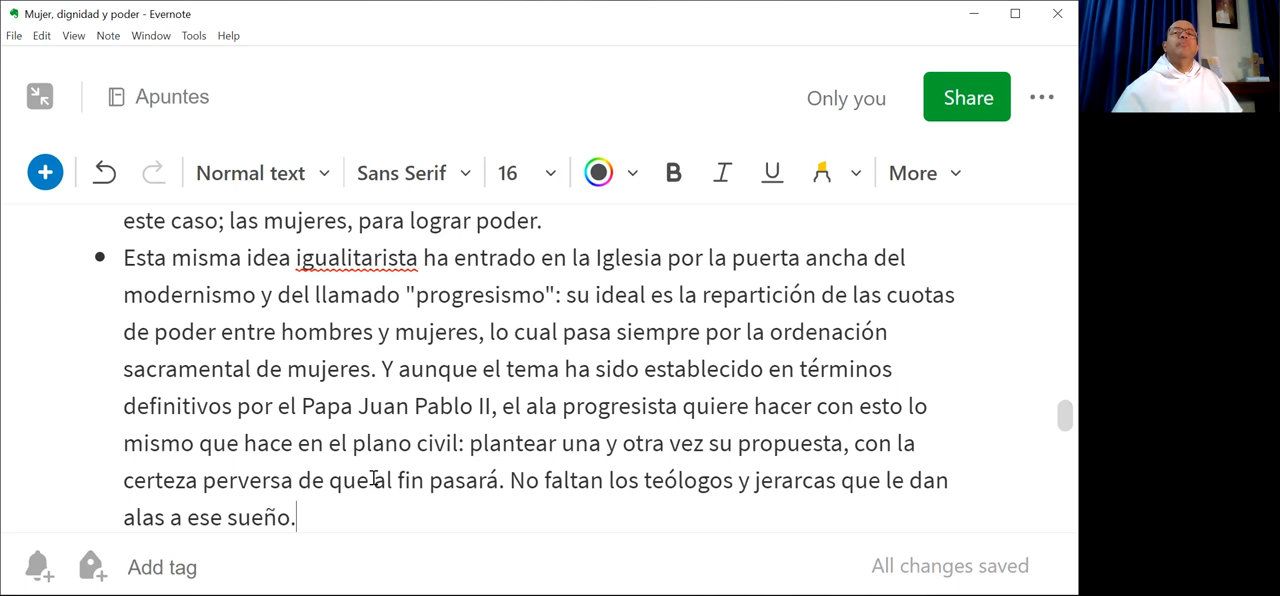 Mujer, dignidad y poder - Evernote
File Edit View Note Window Tools Help
Apuntes
Only you
Share
Normal text
Sans Serif
16
B I U
More
este caso; las mujeres, para lograr poder.
• Esta misma idea igualitarista ha entrado en la Iglesia por la puerta ancha del
modernismo y del llamado "progresismo": su ideal es la repartición de las cuotas
de poder entre hombres y mujeres, lo cual pasa siempre por la ordenación
sacramental de mujeres. Y aunque el tema ha sido establecido en términos
definitivos por el Papa Juan Pablo II, el ala progresista quiere hacer con esto lo
mismo que hace en el plano civil: plantear una y otra vez su propuesta, con la
certeza perversa de que al fin pasará. No faltan los teólogos y jerarcas que le dan
alas a ese sueño.
Add tag
All changes saved